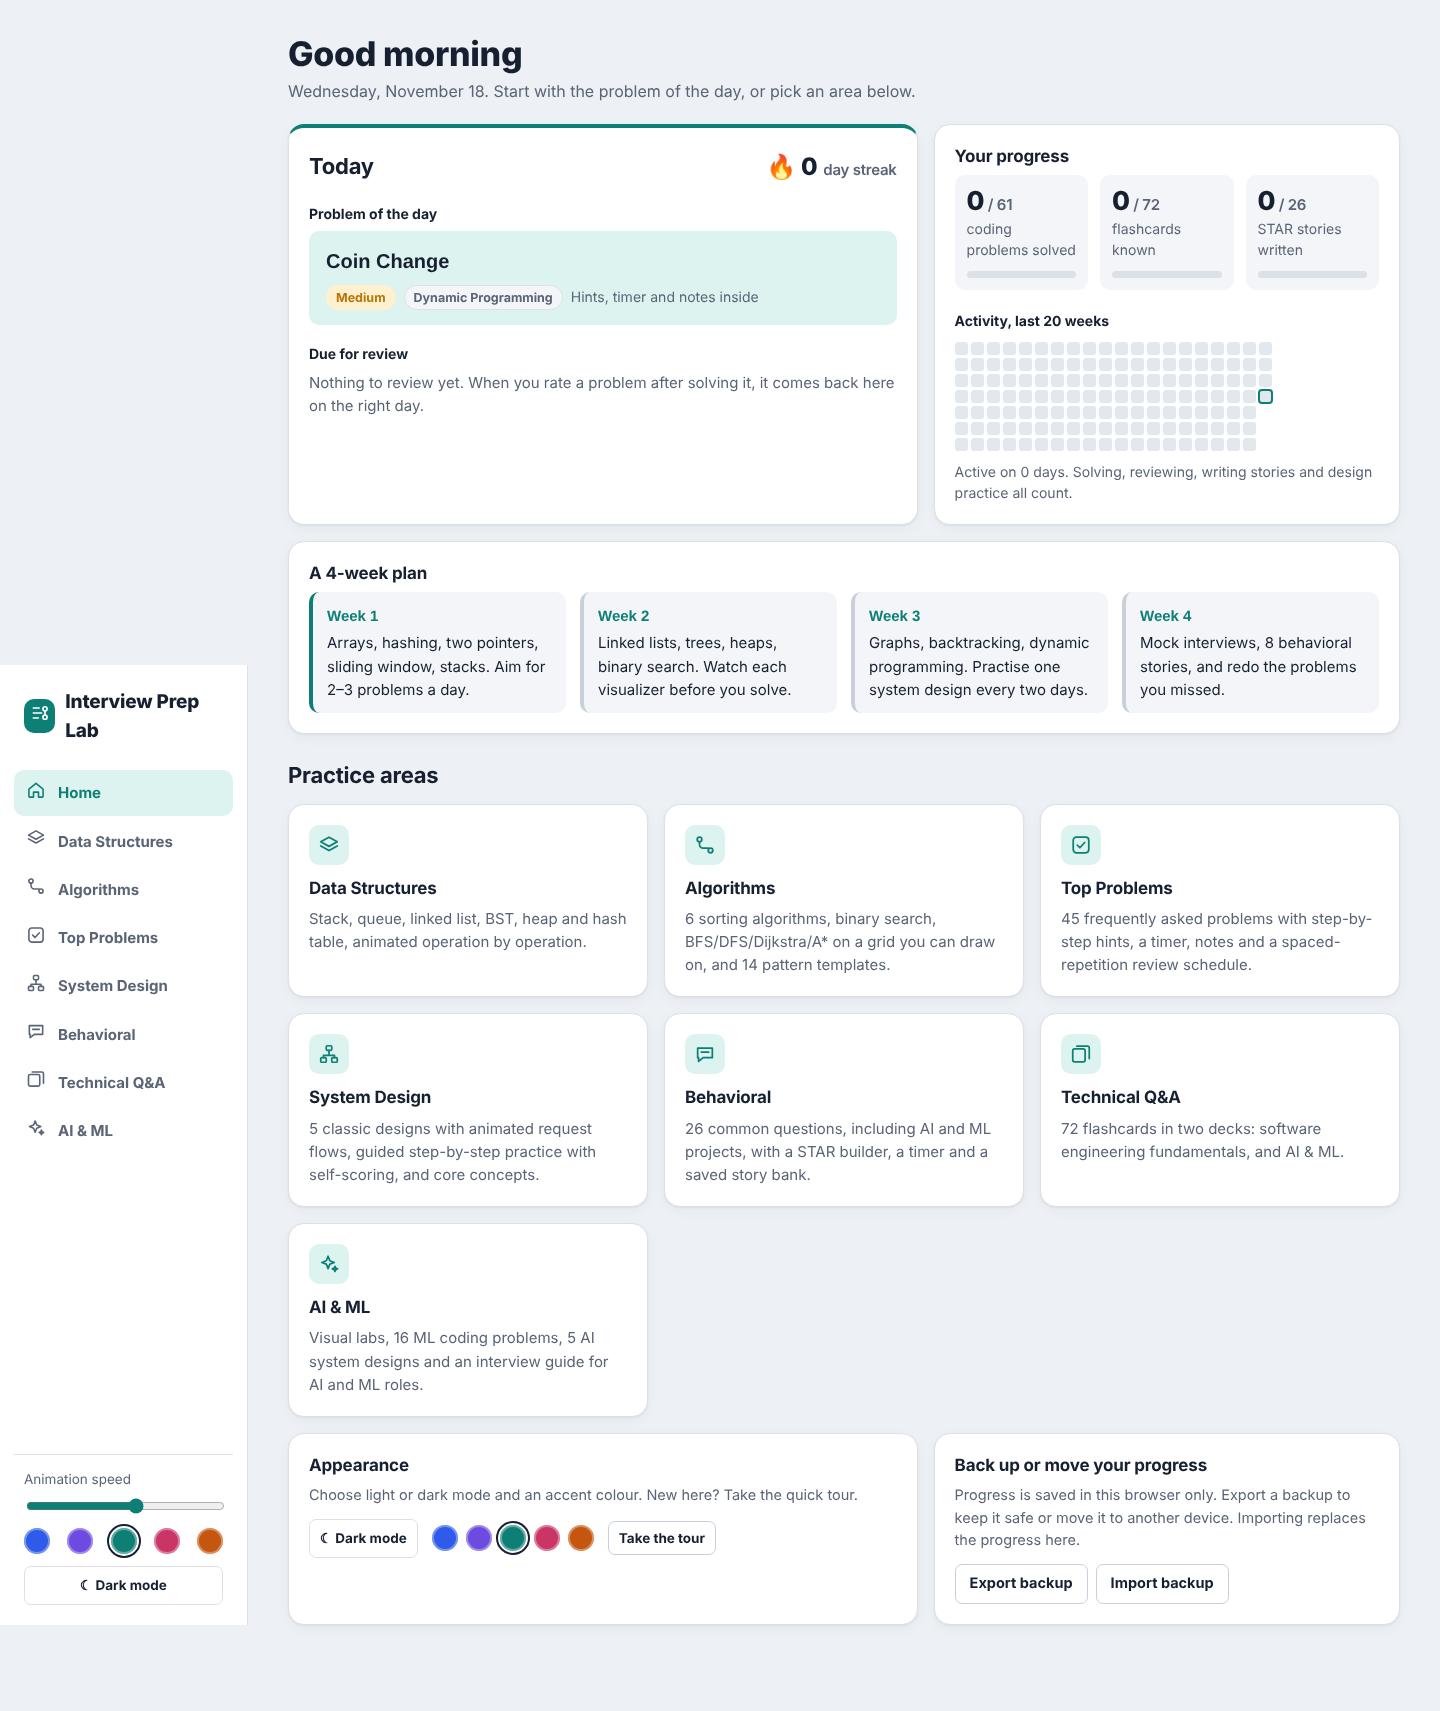 Good morning
Wednesday, November 18. Start with the problem of the day, or pick an area below.
Today
🔥 0 day streak
Problem of the day
Coin Change
Medium
Dynamic Programming
Hints, timer and notes inside
Due for review
Nothing to review yet. When you rate a problem after solving it, it comes back here
on the right day.
Your progress
0 / 61
coding
problems solved
0 / 72
flashcards
known
0 / 26
STAR stories
written
Activity, last 20 weeks
Active on 0 days. Solving, reviewing, writing stories and design
practice all count.
A 4-week plan
Week 1
Arrays, hashing, two pointers,
sliding window, stacks. Aim for
2–3 problems a day.
Week 2
Linked lists, trees, heaps,
binary search. Watch each
visualizer before you solve.
Week 3
Graphs, backtracking, dynamic
programming. Practise one
system design every two days.
Week 4
Mock interviews, 8 behavioral
stories, and redo the problems
you missed.
Interview Prep
Lab
Home
Data Structures
Algorithms
Top Problems
System Design
Behavioral
Technical Q&A
AI & ML
Animation speed
☾ Dark mode
Practice areas
Data Structures
Stack, queue, linked list, BST, heap and hash
table, animated operation by operation.
Algorithms
6 sorting algorithms, binary search,
BFS/DFS/Dijkstra/A* on a grid you can draw
on, and 14 pattern templates.
Top Problems
45 frequently asked problems with step-by-
step hints, a timer, notes and a spaced-
repetition review schedule.
System Design
5 classic designs with animated request
flows, guided step-by-step practice with
self-scoring, and core concepts.
Behavioral
26 common questions, including AI and ML
projects, with a STAR builder, a timer and a
saved story bank.
Technical Q&A
72 flashcards in two decks: software
engineering fundamentals, and AI & ML.
AI & ML
Visual labs, 16 ML coding problems, 5 AI
system designs and an interview guide for
AI and ML roles.
Appearance
Choose light or dark mode and an accent colour. New here? Take the quick tour.
☾ Dark mode
Take the tour
Back up or move your progress
Progress is saved in this browser only. Export a backup to
keep it safe or move it to another device. Importing replaces
the progress here.
Export backup
Import backup